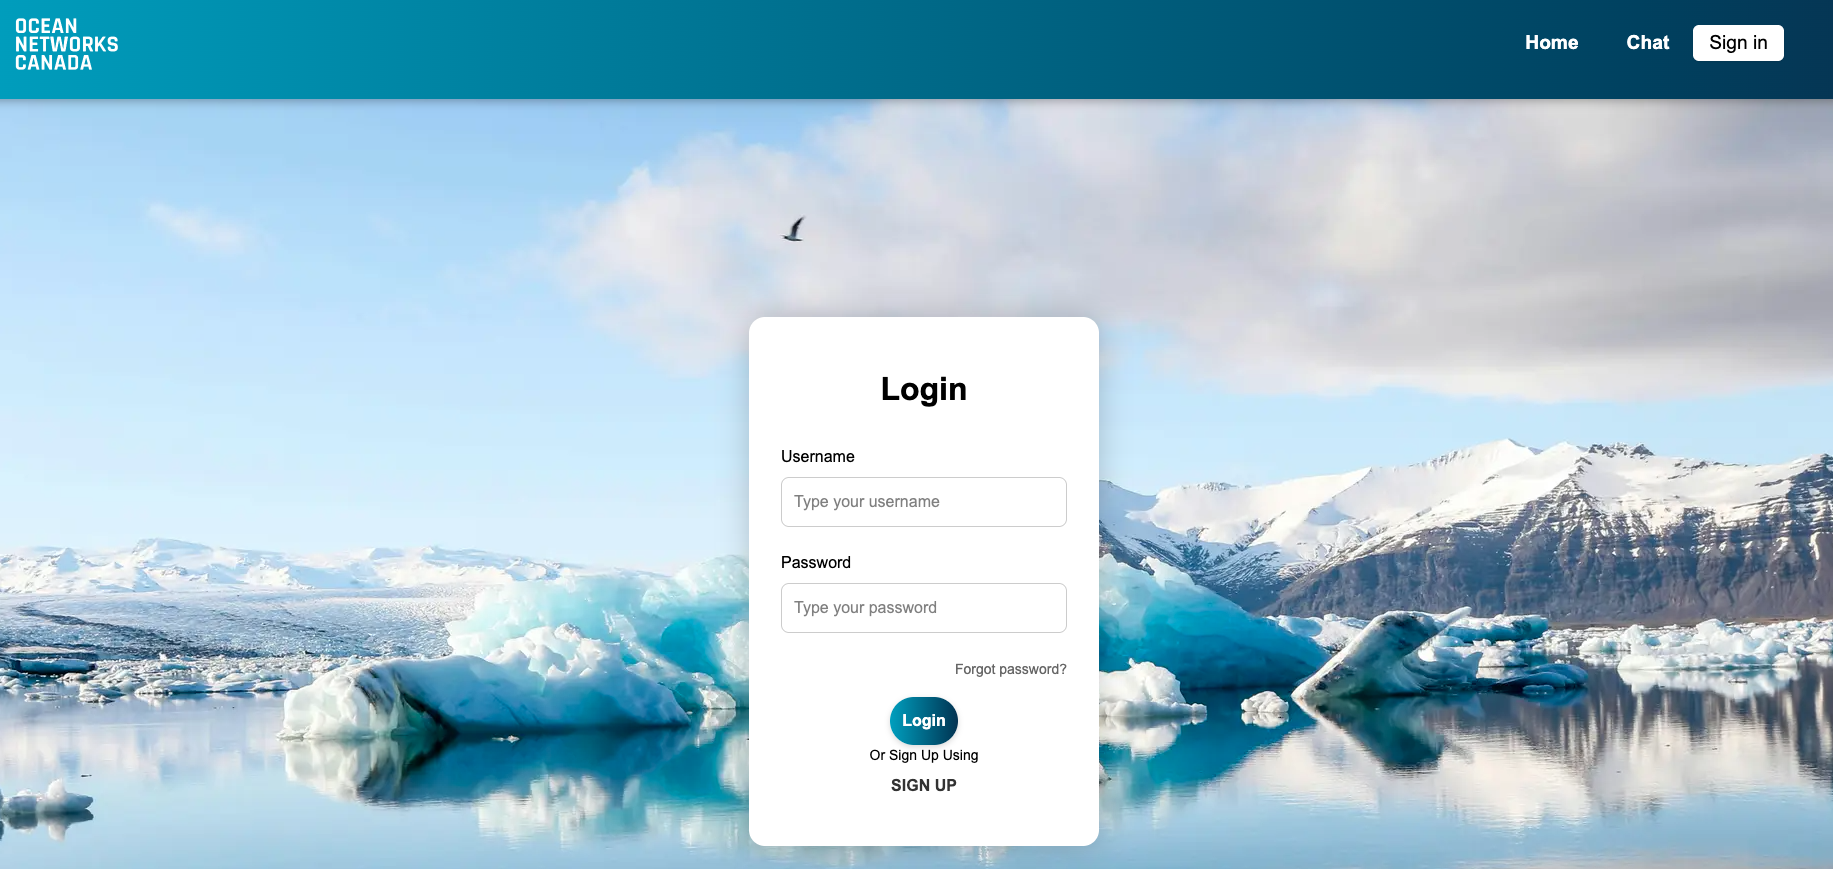 OCEAN
NETWORKS
CANADA
Home
Chat
Sign in
Login
Username
Type your username
Password
Type your password
Forgot password?
Login
Or Sign Up Using
SIGN UP